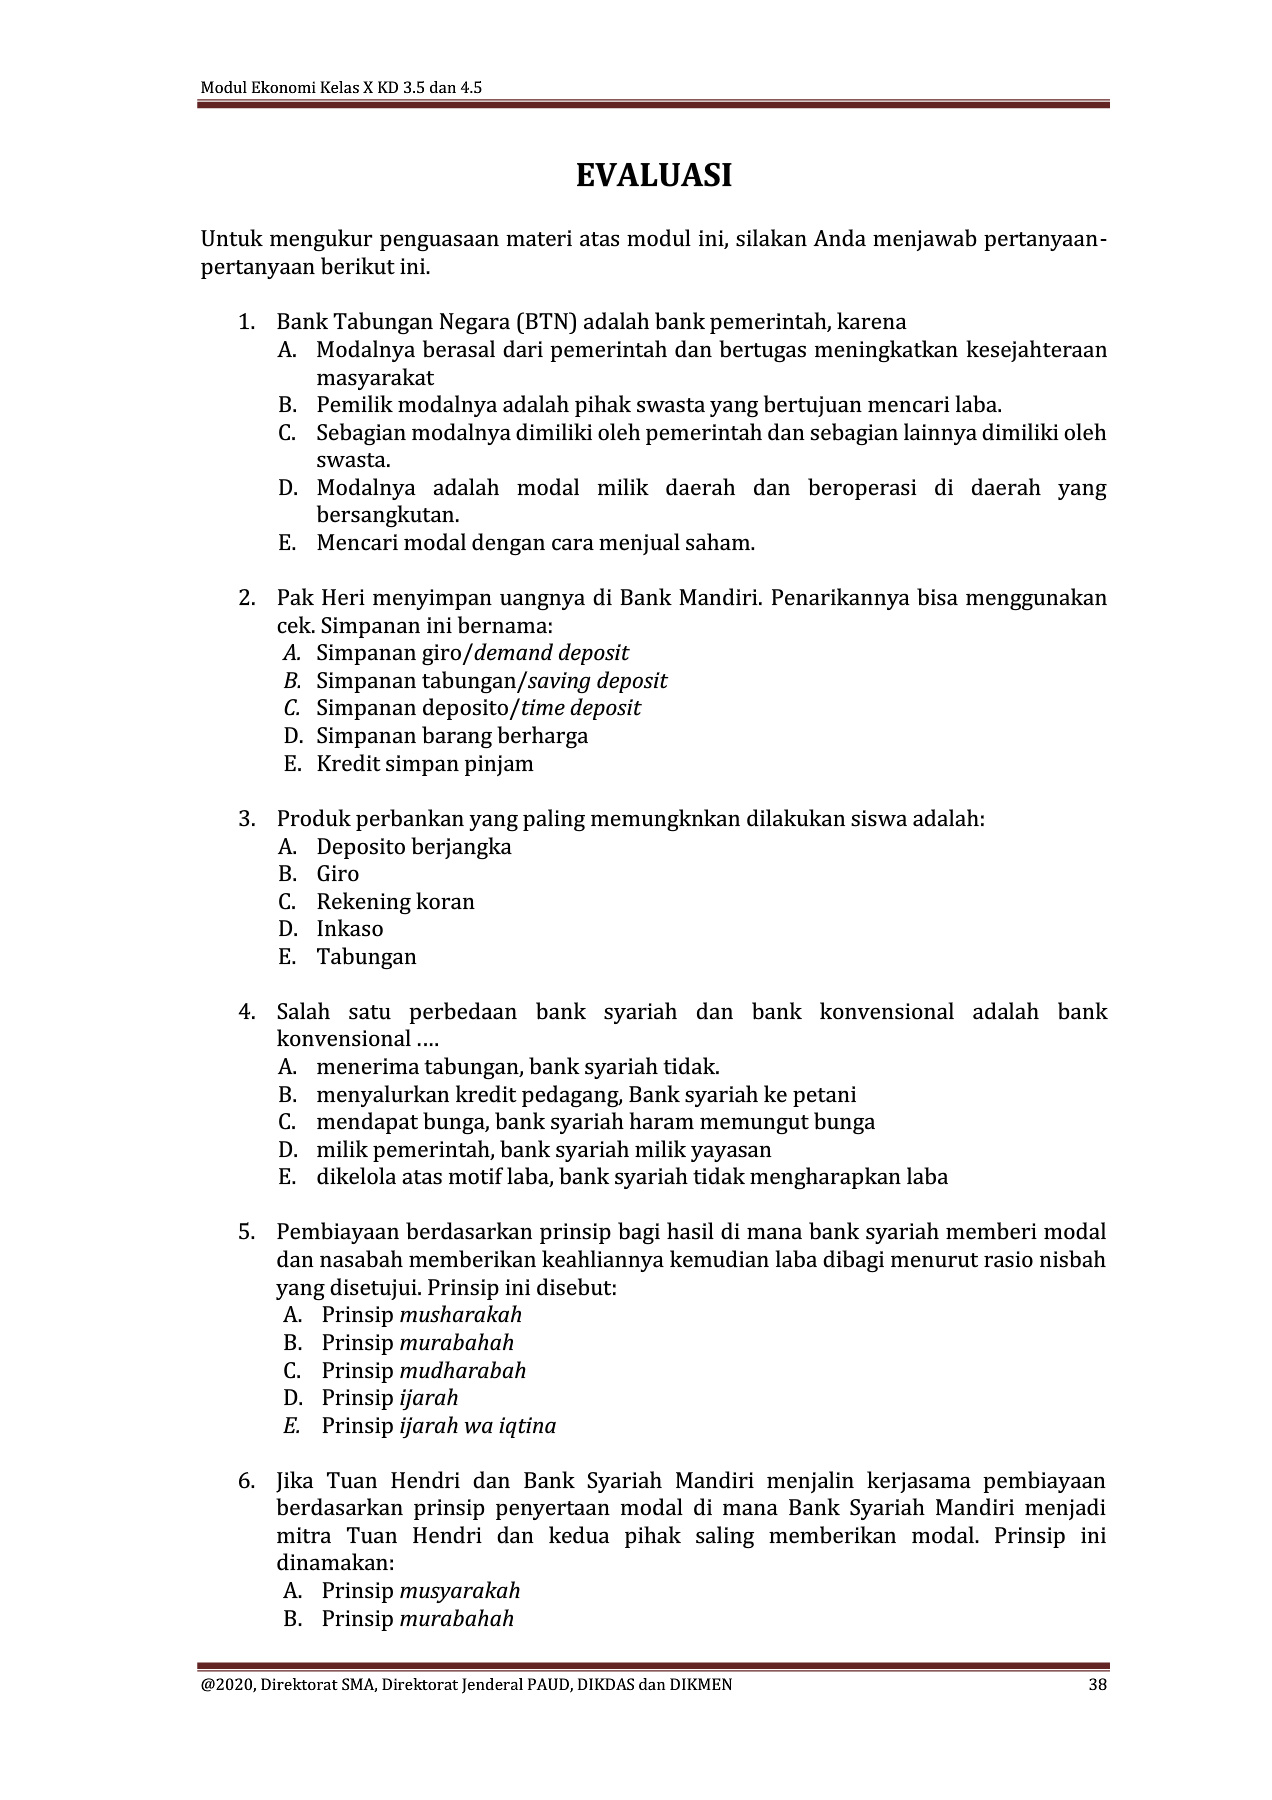 Modul Ekonomi Kelas X KD 3.5 dan 4.5
EVALUASI
Untuk mengukur penguasaan materi atas modul ini, silakan Anda menjawab pertanyaan-
pertanyaan berikut ini.
1. Bank Tabungan Negara (BTN) adalah bank pemerintah, karena
A. Modalnya berasal dari pemerintah dan bertugas meningkatkan kesejahteraan
masyarakat
B. Pemilik modalnya adalah pihak swasta yang bertujuan mencari laba.
C. Sebagian modalnya dimiliki oleh pemerintah dan sebagian lainnya dimiliki oleh
swasta.
D. Modalnya adalah modal milik daerah dan beroperasi di daerah yang
bersangkutan.
E. Mencari modal dengan cara menjual saham.
2. Pak Heri menyimpan uangnya di Bank Mandiri. Penarikannya bisa menggunakan
cek. Simpanan ini bernama:
A. Simpanan giro/demand deposit
B. Simpanan tabungan/saving deposit
C. Simpanan deposito/time deposit
D. Simpanan barang berharga
E. Kredit simpan pinjam
3. Produk perbankan yang paling memungknkan dilakukan siswa adalah:
A. Deposito berjangka
B. Giro
C. Rekening koran
D. Inkaso
E. Tabungan
4. Salah satu perbedaan bank syariah dan bank konvensional adalah bank
konvensional ....
A. menerima tabungan, bank syariah tidak.
B. menyalurkan kredit pedagang, Bank syariah ke petani
C. mendapat bunga, bank syariah haram memungut bunga
D. milik pemerintah, bank syariah milik yayasan
E. dikelola atas motif laba, bank syariah tidak mengharapkan laba
5. Pembiayaan berdasarkan prinsip bagi hasil di mana bank syariah memberi modal
dan nasabah memberikan keahliannya kemudian laba dibagi menurut rasio nisbah
yang disetujui. Prinsip ini disebut:
A. Prinsip musharakah
B. Prinsip murabahah
C. Prinsip mudharabah
D. Prinsip ijarah
E. Prinsip ijarah wa iqtina
6. Jika Tuan Hendri dan Bank Syariah Mandiri menjalin kerjasama pembiayaan
berdasarkan prinsip penyertaan modal di mana Bank Syariah Mandiri menjadi
mitra Tuan Hendri dan kedua pihak saling memberikan modal. Prinsip ini
dinamakan:
A. Prinsip musyarakah
B. Prinsip murabahah
@2020, Direktorat SMA, Direktorat Jenderal PAUD, DIKDAS dan DIKMEN 38